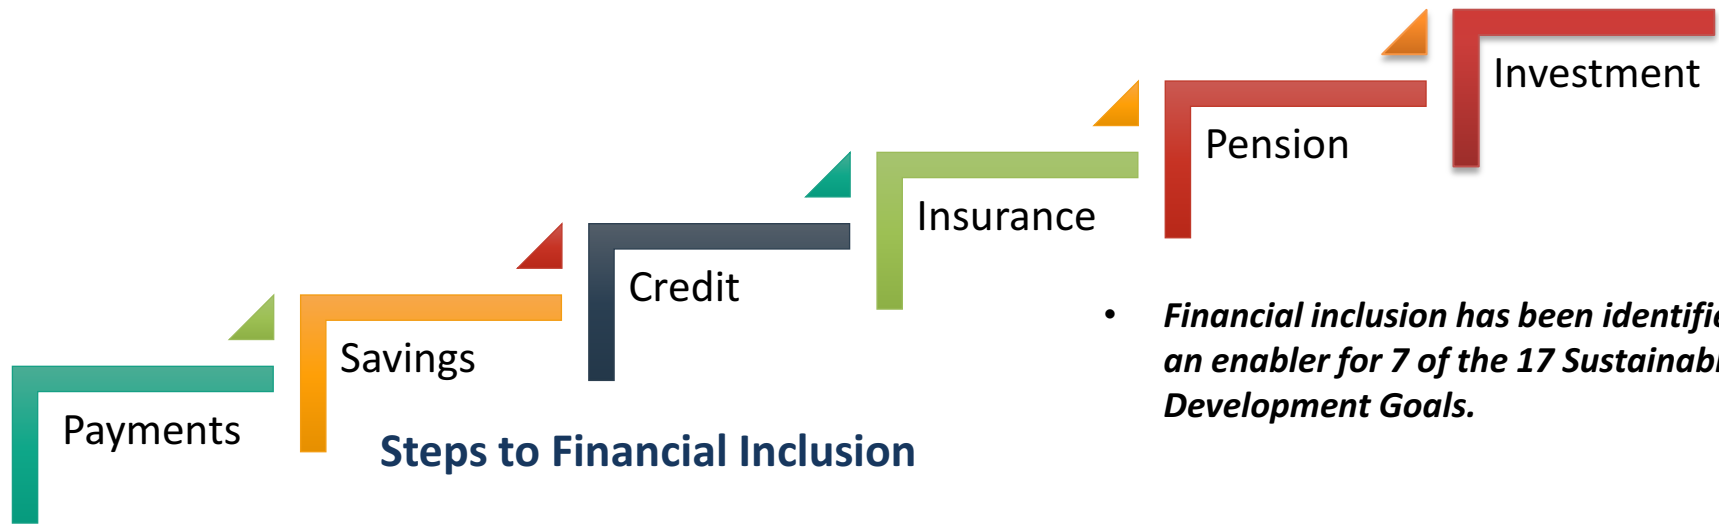 Investment
Pension
Insurance
Credit
Savings
Payments
Steps to Financial Inclusion
• Financial inclusion has been identifie
an enabler for 7 of the 17 Sustainabl
Development Goals.